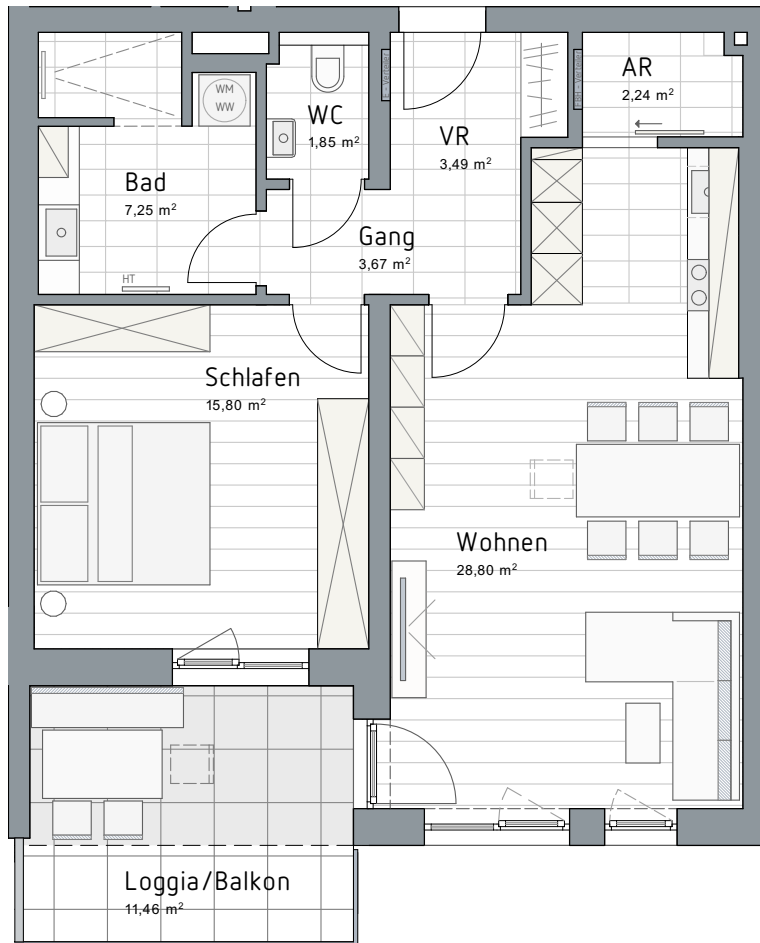 AR
2,24 m²
WM
WW
WC
1,85 m²
E - Verteiler
VR
3,49 m²
Bad
7,25 m²
Gang
3,67 m²
HT
Schlafen
15,80 m²
Wohnen
28,80 m²
Loggia/Balkon
11,46 m²